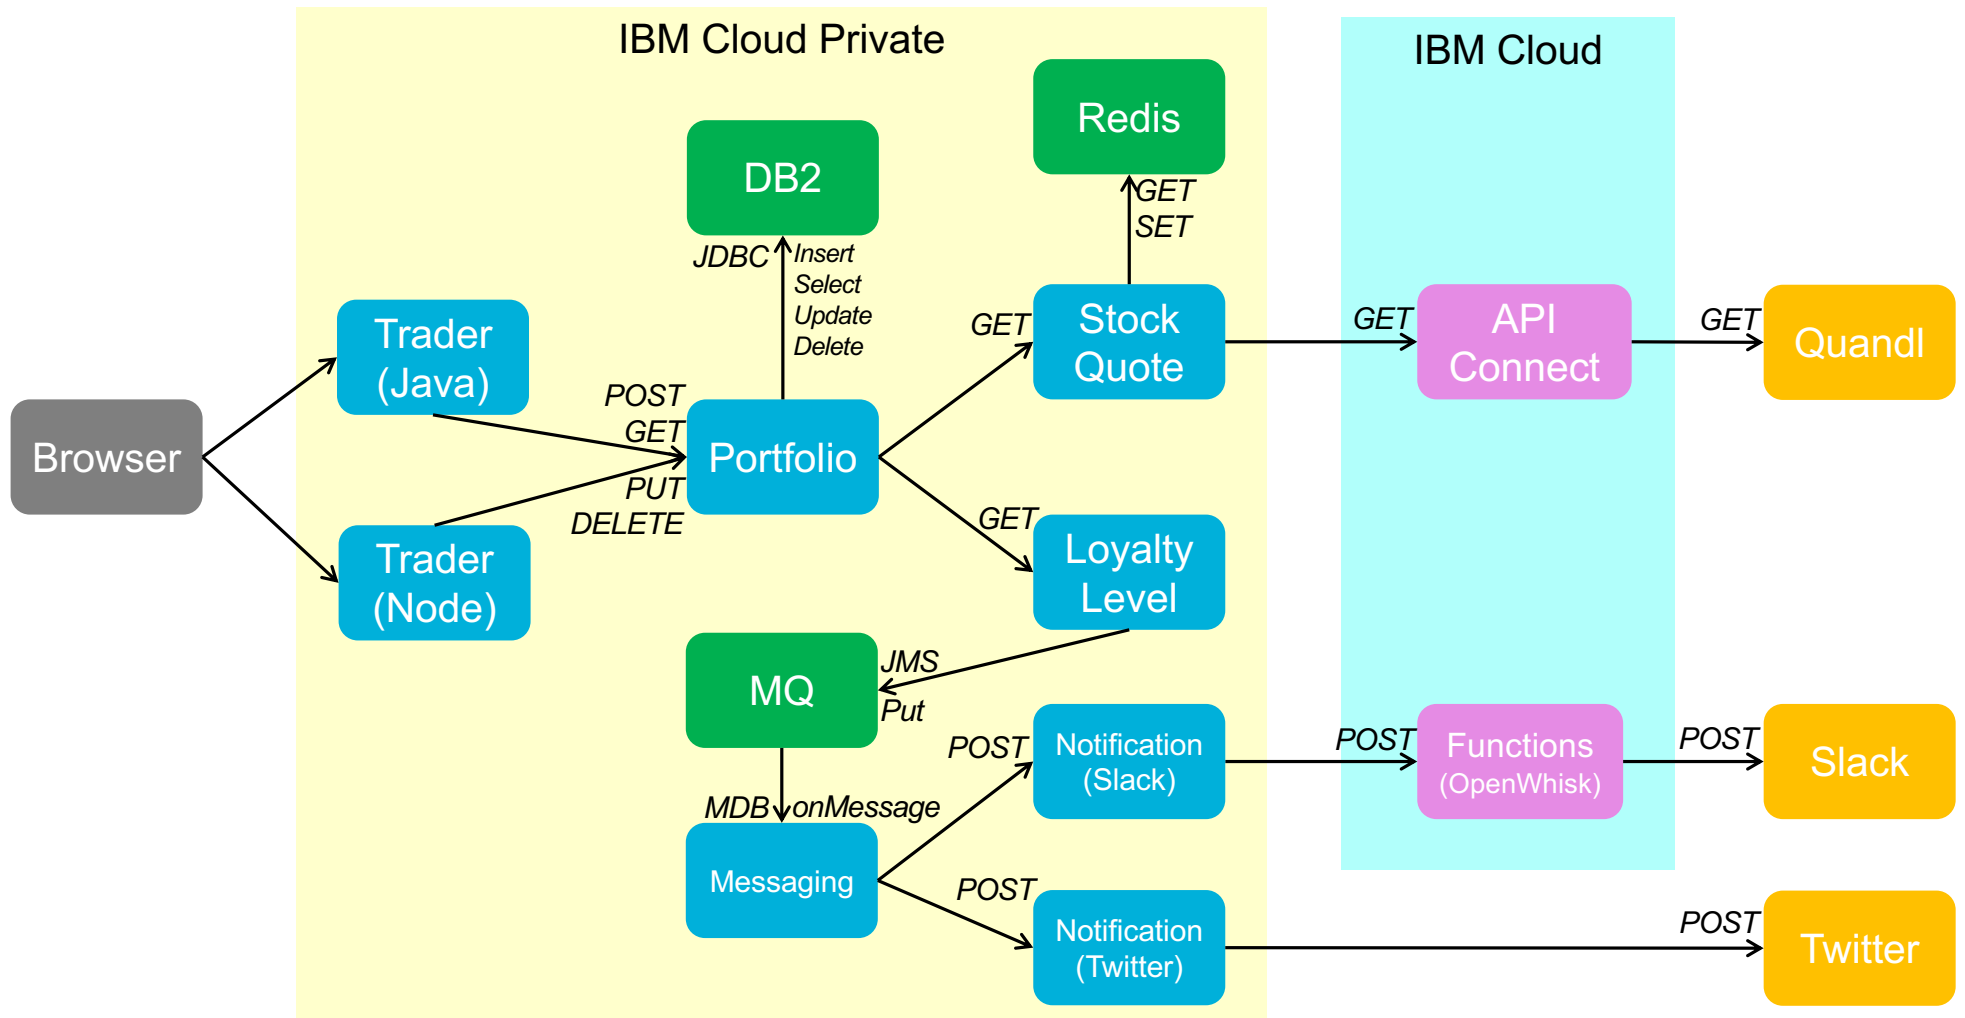 IBM Cloud Private
IBM Cloud
Redis
DB2
GET
SET
JDBC
Insert
Select
Update
Delete
Trader
(Java)
GET
Stock
Quote
GET
API
Connect
GET
Quandl
POST
GET
Browser
Portfolio
PUT
DELETE
GET
Loyalty
Level
Trader
(Node)
MQ
JMS
Put
POST
Notification
(Slack)
POST
Functions
(OpenWhisk)
POST
Slack
MDB
onMessage
Messaging
POST
Notification
(Twitter)
POST
Twitter